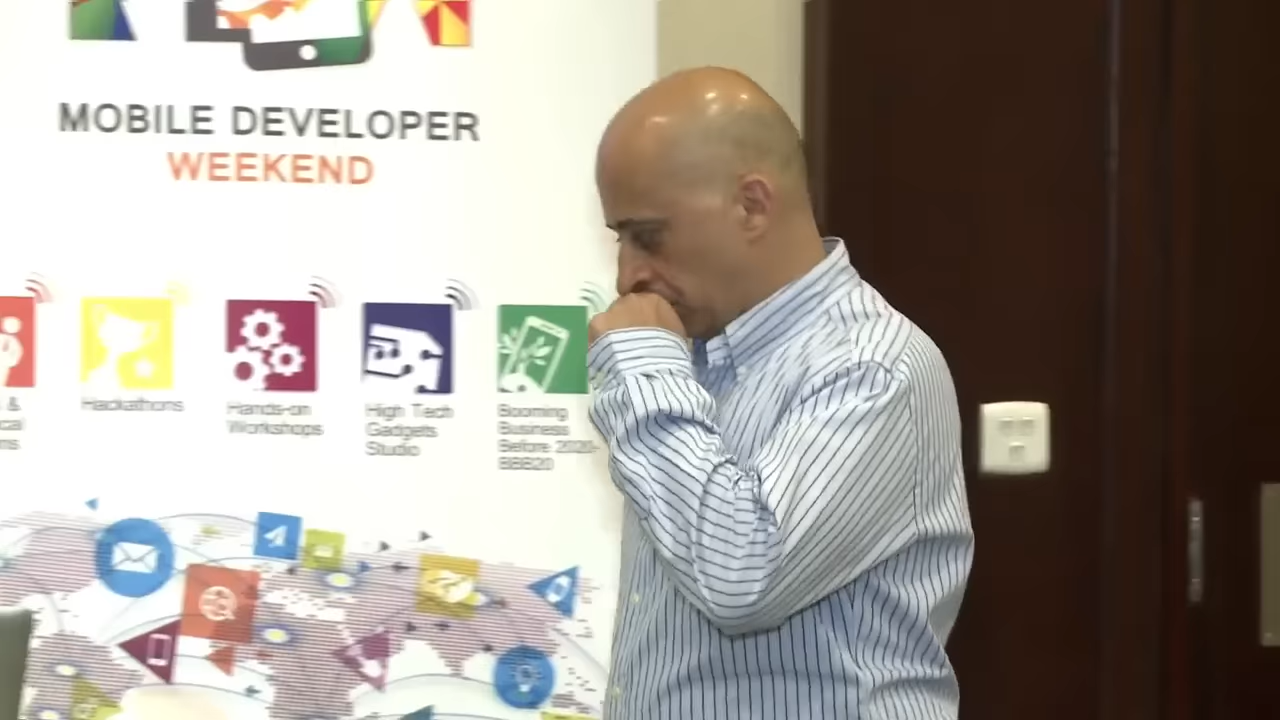 MOBILE DEVELOPER
WEEKEND
&
Hackathons
Hands-on
Workshops
High Tech
Gadgets
Studio
Booming
Business
Before 2020-
BBB20